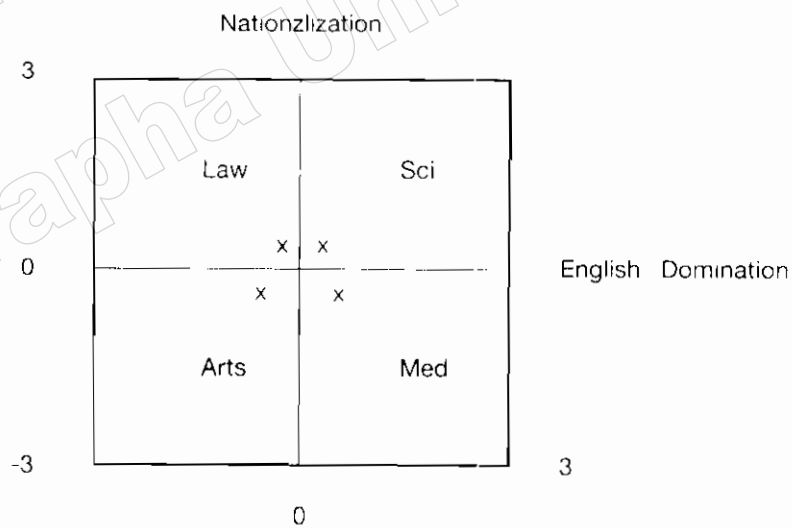 Nationzlization
3
Law Sci
x x
0 English Domination
x x
Arts Med
-3 3
0